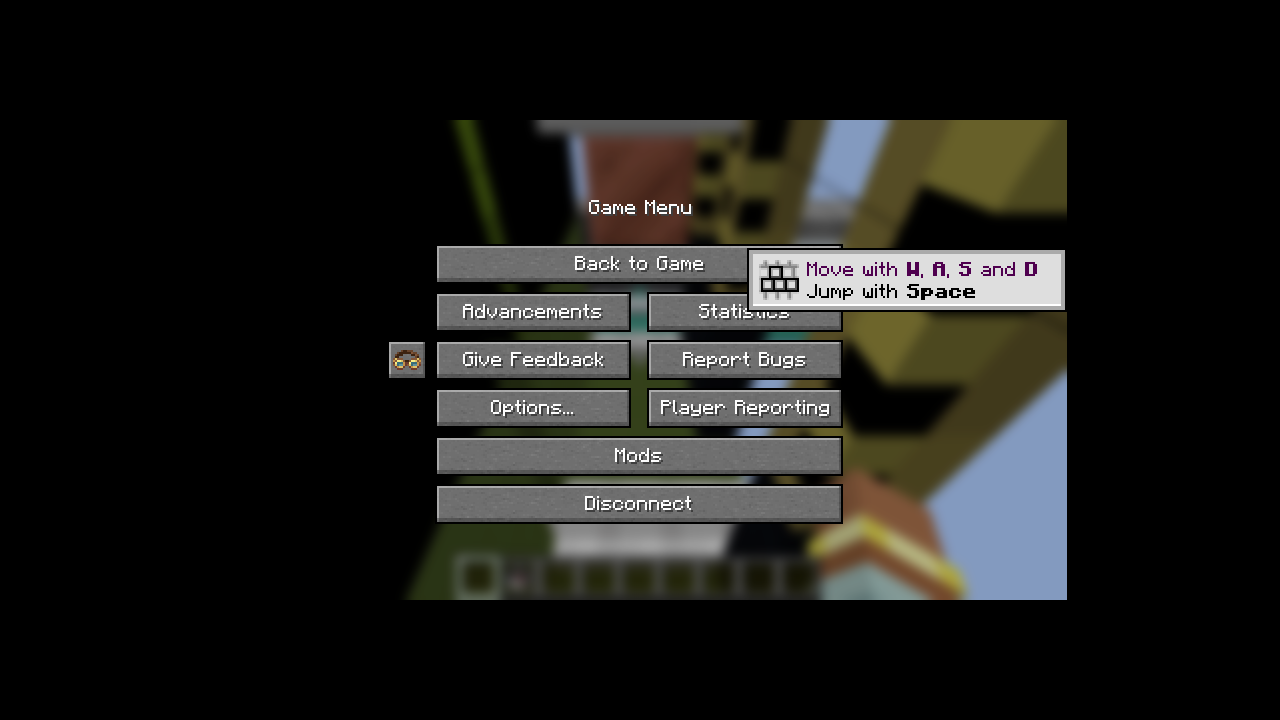 Game Menu
Back to Game
Move with W, A, S and D
Jump with Space
Advancements
Statistics
Give Feedback
Report Bugs
Options...
Player Reporting
Mods
Disconnect